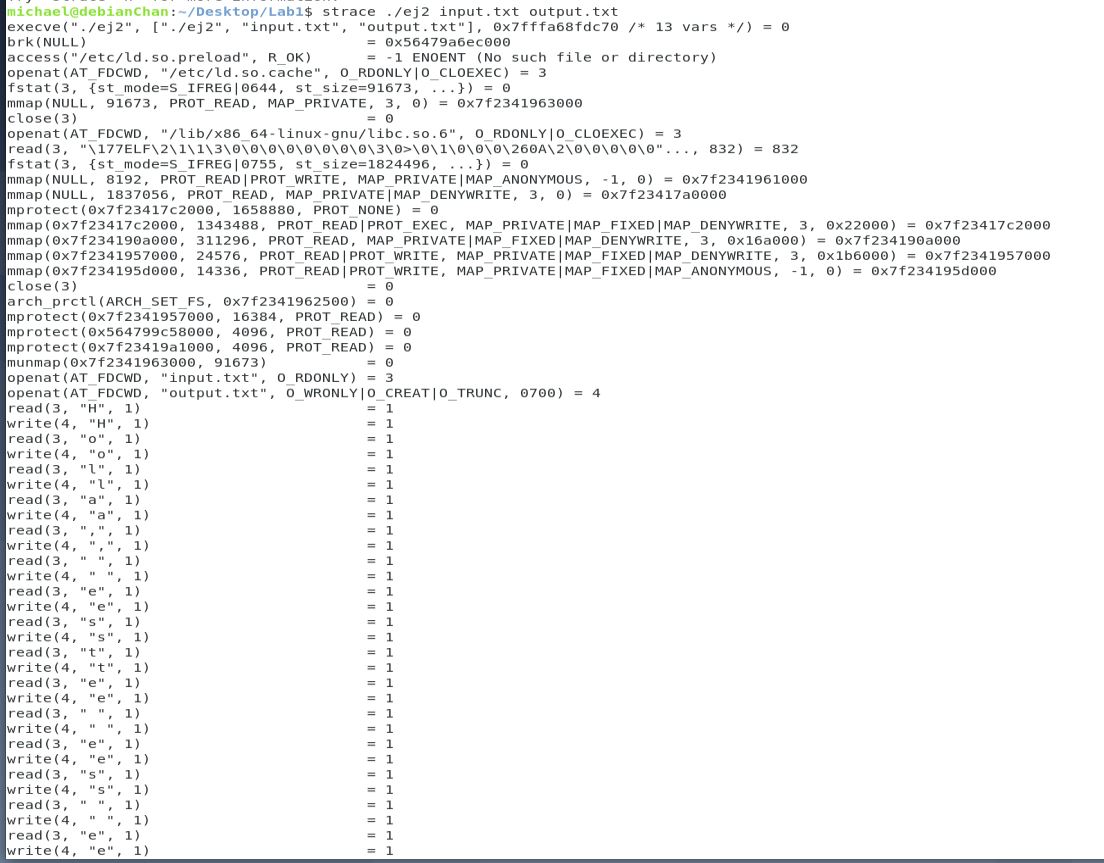 michael@debianChan:~/Desktop/Lab1$ strace ./ej2 input.txt output.txt
execve("./ej2", ["./ej2", "input.txt", "output.txt"], 0x7fffa68fdc70 /* 13 vars */) = 0
brk(NULL)                               = 0x56479a6ec000
access("/etc/ld.so.preload", R_OK)      = -1 ENOENT (No such file or directory)
openat(AT_FDCWD, "/etc/ld.so.cache", O_RDONLY|O_CLOEXEC) = 3
fstat(3, {st_mode=S_IFREG|0644, st_size=91673, ...}) = 0
mmap(NULL, 91673, PROT_READ, MAP_PRIVATE, 3, 0) = 0x7f2341963000
close(3)                                = 0
openat(AT_FDCWD, "/lib/x86_64-linux-gnu/libc.so.6", O_RDONLY|O_CLOEXEC) = 3
read(3, "\177ELF\2\1\1\3\0\0\0\0\0\0\0\0\3\0>\0\1\0\0\0\260A\2\0\0\0\0\0"..., 832) = 832
fstat(3, {st_mode=S_IFREG|0755, st_size=1824496, ...}) = 0
mmap(NULL, 8192, PROT_READ|PROT_WRITE, MAP_PRIVATE|MAP_ANONYMOUS, -1, 0) = 0x7f2341961000
mmap(NULL, 1837056, PROT_READ, MAP_PRIVATE|MAP_DENYWRITE, 3, 0) = 0x7f23417a0000
mprotect(0x7f23417c2000, 1658880, PROT_NONE) = 0
mmap(0x7f23417c2000, 1343488, PROT_READ|PROT_EXEC, MAP_PRIVATE|MAP_FIXED|MAP_DENYWRITE, 3, 0x22000) = 0x7f23417c2000
mmap(0x7f234190a000, 311296, PROT_READ, MAP_PRIVATE|MAP_FIXED|MAP_DENYWRITE, 3, 0x16a000) = 0x7f234190a000
mmap(0x7f2341957000, 24576, PROT_READ|PROT_WRITE, MAP_PRIVATE|MAP_FIXED|MAP_DENYWRITE, 3, 0x1b6000) = 0x7f2341957000
mmap(0x7f234195d000, 14336, PROT_READ|PROT_WRITE, MAP_PRIVATE|MAP_FIXED|MAP_ANONYMOUS, -1, 0) = 0x7f234195d000
close(3)                                = 0
arch_prctl(ARCH_SET_FS, 0x7f2341962500) = 0
mprotect(0x7f2341957000, 16384, PROT_READ) = 0
mprotect(0x564799c58000, 4096, PROT_READ) = 0
mprotect(0x7f23419a1000, 4096, PROT_READ) = 0
munmap(0x7f2341963000, 91673)           = 0
openat(AT_FDCWD, "input.txt", O_RDONLY) = 3
openat(AT_FDCWD, "output.txt", O_WRONLY|O_CREAT|O_TRUNC, 0700) = 4
read(3, "H", 1)                         = 1
write(4, "H", 1)                        = 1
read(3, "o", 1)                         = 1
write(4, "o", 1)                        = 1
read(3, "l", 1)                         = 1
write(4, "l", 1)                        = 1
read(3, "a", 1)                         = 1
write(4, "a", 1)                        = 1
read(3, ",", 1)                         = 1
write(4, ",", 1)                        = 1
read(3, " ", 1)                         = 1
write(4, " ", 1)                        = 1
read(3, "e", 1)                         = 1
write(4, "e", 1)                        = 1
read(3, "s", 1)                         = 1
write(4, "s", 1)                        = 1
read(3, "t", 1)                         = 1
write(4, "t", 1)                        = 1
read(3, "e", 1)                         = 1
write(4, "e", 1)                        = 1
read(3, " ", 1)                         = 1
write(4, " ", 1)                        = 1
read(3, "e", 1)                         = 1
write(4, "e", 1)                        = 1
read(3, "s", 1)                         = 1
write(4, "s", 1)                        = 1
read(3, " ", 1)                         = 1
write(4, " ", 1)                        = 1
read(3, "e", 1)                         = 1
write(4, "e", 1)                        = 1